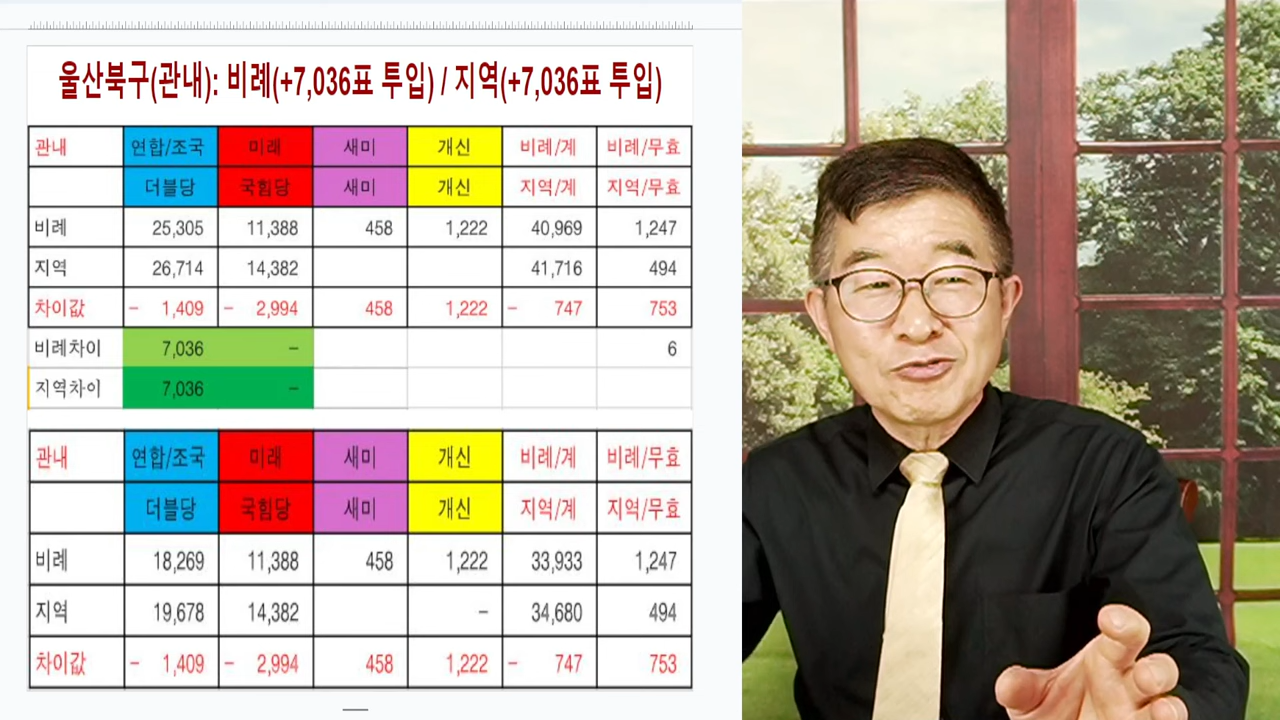 울산북구(관내): 비례(+7,036표 투입) / 지역(+7,036표 투입)
관내 연합/조국 미래 새미 개신 비례/계 비례/무효
더블당 국힘당 새미 개신 지역/계 지역/무효
비례 25,305 11,388 458 1,222 40,969 1,247
지역 26,714 14,382 41,716 494
차이값 - 1,409 - 2,994 458 1,222 - 747 753
비례차이 7,036 - 6
지역차이 7,036 -
관내 연합/조국 미래 새미 개신 비례/계 비례/무효
더블당 국힘당 새미 개신 지역/계 지역/무효
비례 18,269 11,388 458 1,222 33,933 1,247
지역 19,678 14,382 - 34,680 494
차이값 - 1,409 - 2,994 458 1,222 - 747 753